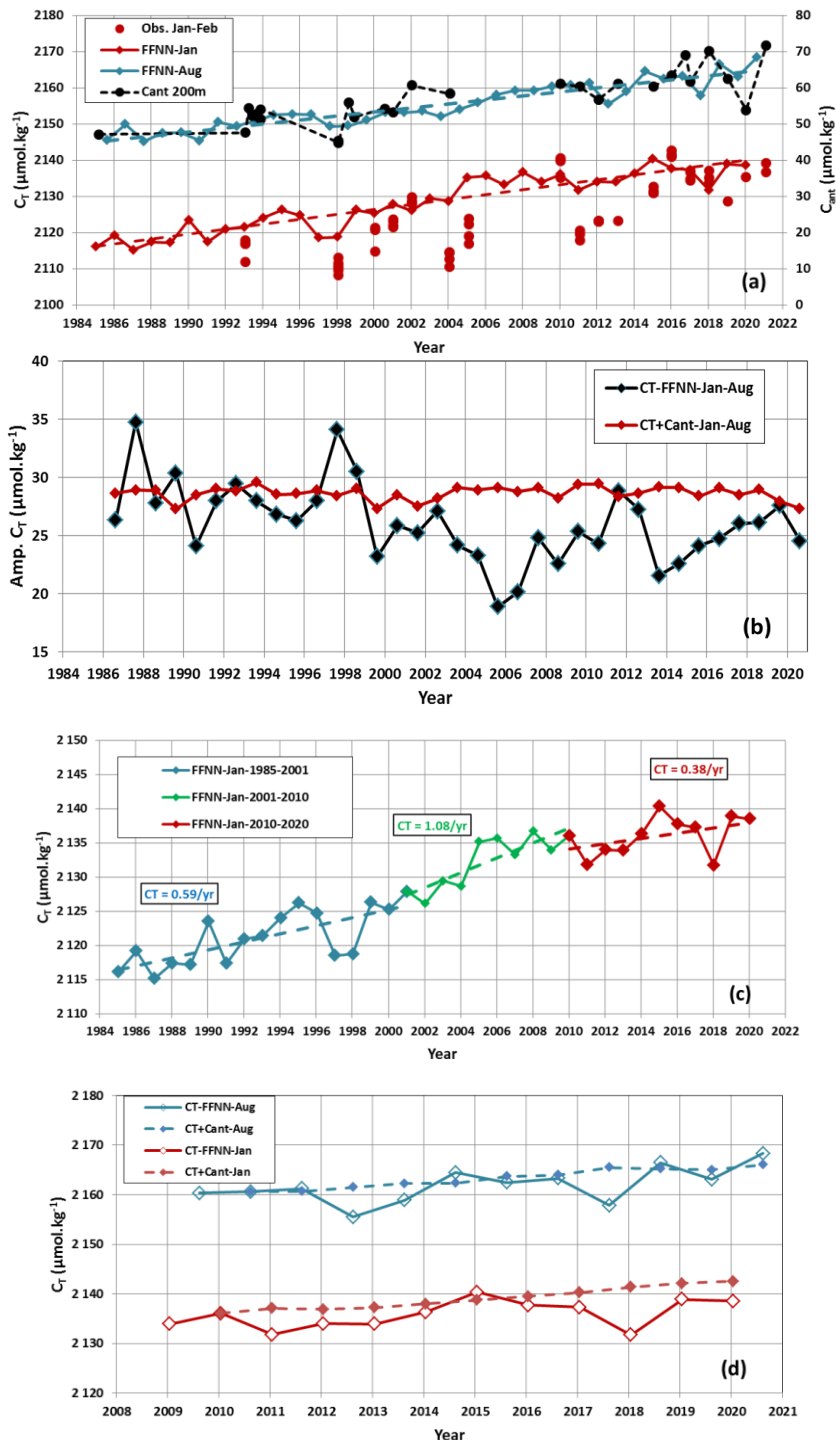 2180 80
2170 70
2160 60
2150 50
2140 40
2130 30
2120 20
2110 10
2100 0
C_T (µmol.kg⁻¹)
C_ant (µmol.kg⁻¹)
Obs. Jan-Feb
FFNN-Jan
FFNN-Aug
Cant 200m
(a)
1984 1986 1988 1990 1992 1994 1996 1998 2000 2002 2004 2006 2008 2010 2012 2014 2016 2018 2020 2022
Year
40
35
30
25
20
15
Amp. C_T (µmol.kg⁻¹)
CT-FFNN-Jan-Aug
CT+Cant-Jan-Aug
(b)
1984 1986 1988 1990 1992 1994 1996 1998 2000 2002 2004 2006 2008 2010 2012 2014 2016 2018 2020
Year
2 150
2 145
2 140
2 135
2 130
2 125
2 120
2 115
2 110
C_T (µmol.kg⁻¹)
FFNN-Jan-1985-2001
FFNN-Jan-2001-2010
FFNN-Jan-2010-2020
CT = 0.59/yr
CT = 1.08/yr
CT = 0.38/yr
(c)
1984 1986 1988 1990 1992 1994 1996 1998 2000 2002 2004 2006 2008 2010 2012 2014 2016 2018 2020 2022
Year
2 180
2 170
2 160
2 150
2 140
2 130
2 120
C_T (µmol.kg⁻¹)
CT-FFNN-Aug
CT+Cant-Aug
CT-FFNN-Jan
CT+Cant-Jan
(d)
2008 2009 2010 2011 2012 2013 2014 2015 2016 2017 2018 2019 2020 2021
Year